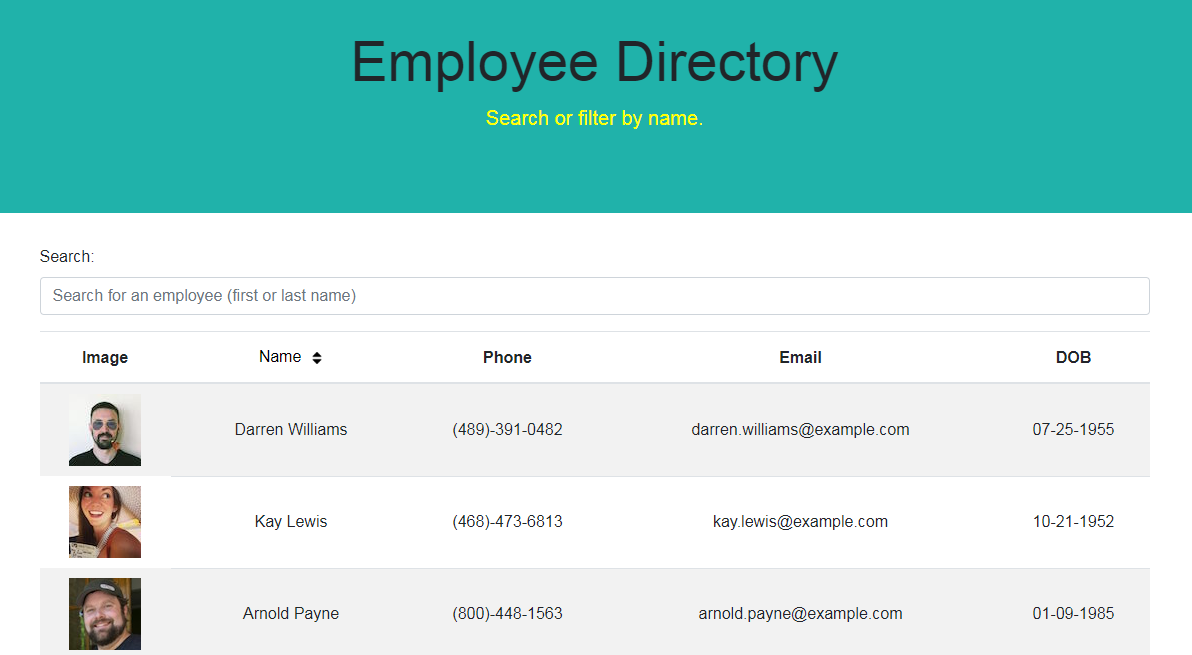 Employee Directory
Search or filter by name.
Search:
Search for an employee (first or last name)
Image Name Phone Email DOB
Darren Williams (489)-391-0482 darren.williams@example.com 07-25-1955
Kay Lewis (468)-473-6813 kay.lewis@example.com 10-21-1952
Arnold Payne (800)-448-1563 arnold.payne@example.com 01-09-1985